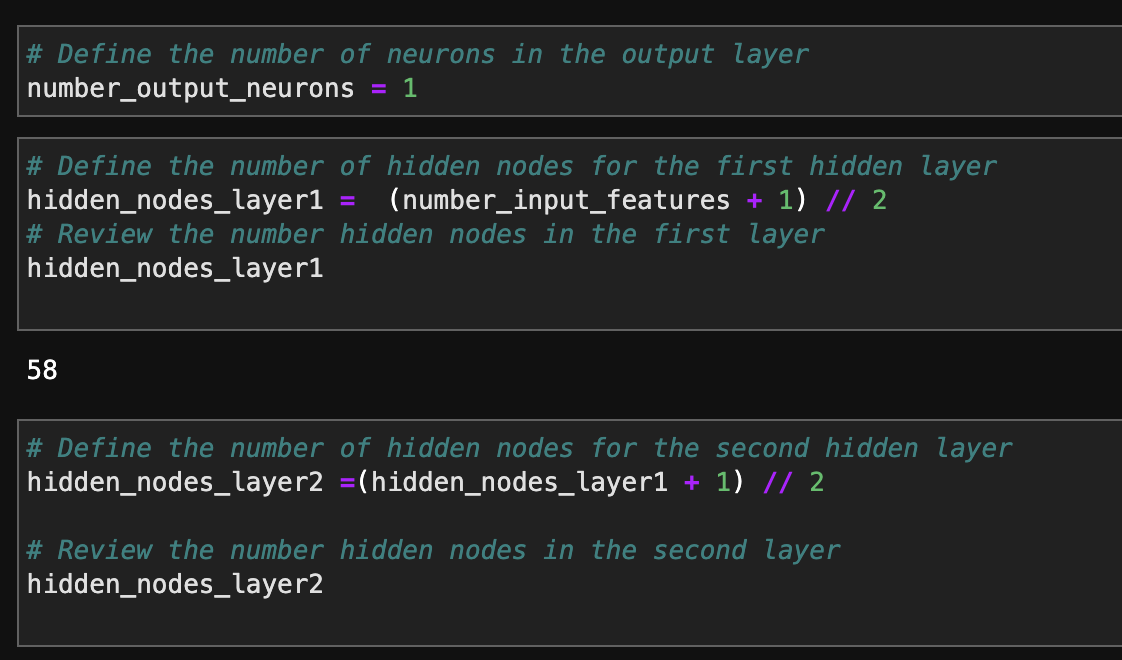 # Define the number of neurons in the output layer
number_output_neurons = 1
# Define the number of hidden nodes for the first hidden layer
hidden_nodes_layer1 =  (number_input_features + 1) // 2
# Review the number hidden nodes in the first layer
hidden_nodes_layer1
58
# Define the number of hidden nodes for the second hidden layer
hidden_nodes_layer2 =(hidden_nodes_layer1 + 1) // 2
# Review the number hidden nodes in the second layer
hidden_nodes_layer2